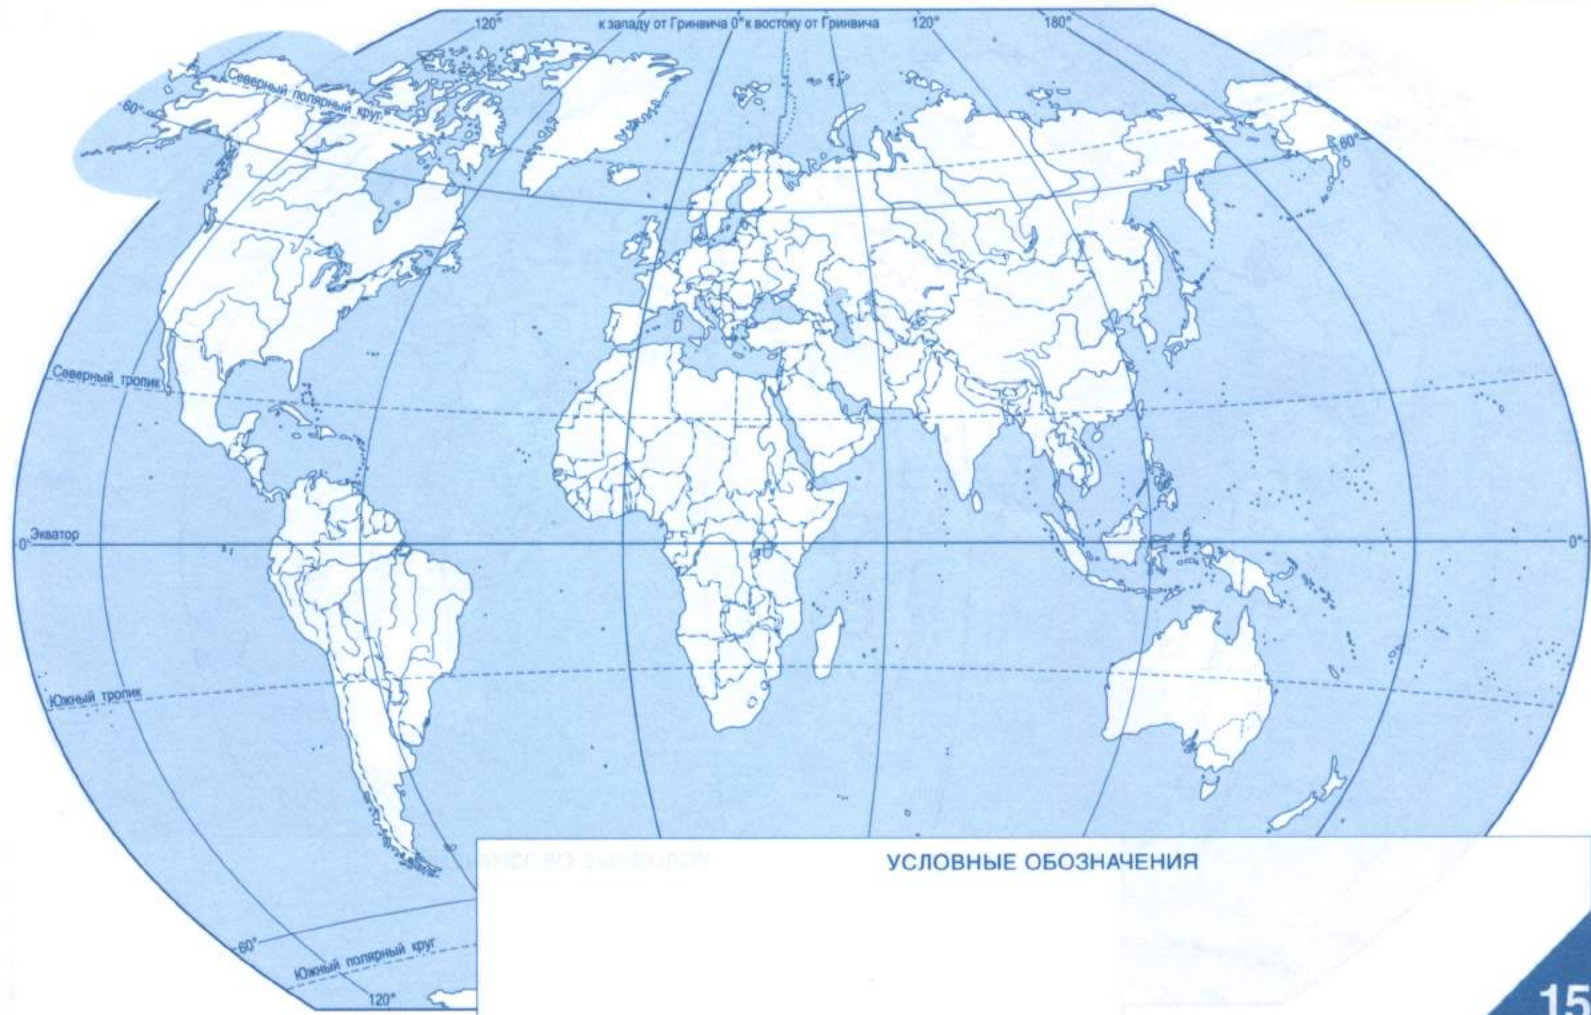 120°
к западу от Гринвича 0° к востоку от Гринвича
120°
180°
Северный полярный круг
60°
60°
Северный тропик
0° Экватор
0°
Южный тропик
УСЛОВНЫЕ ОБОЗНАЧЕНИЯ
60°
Южный полярный круг
120°
15